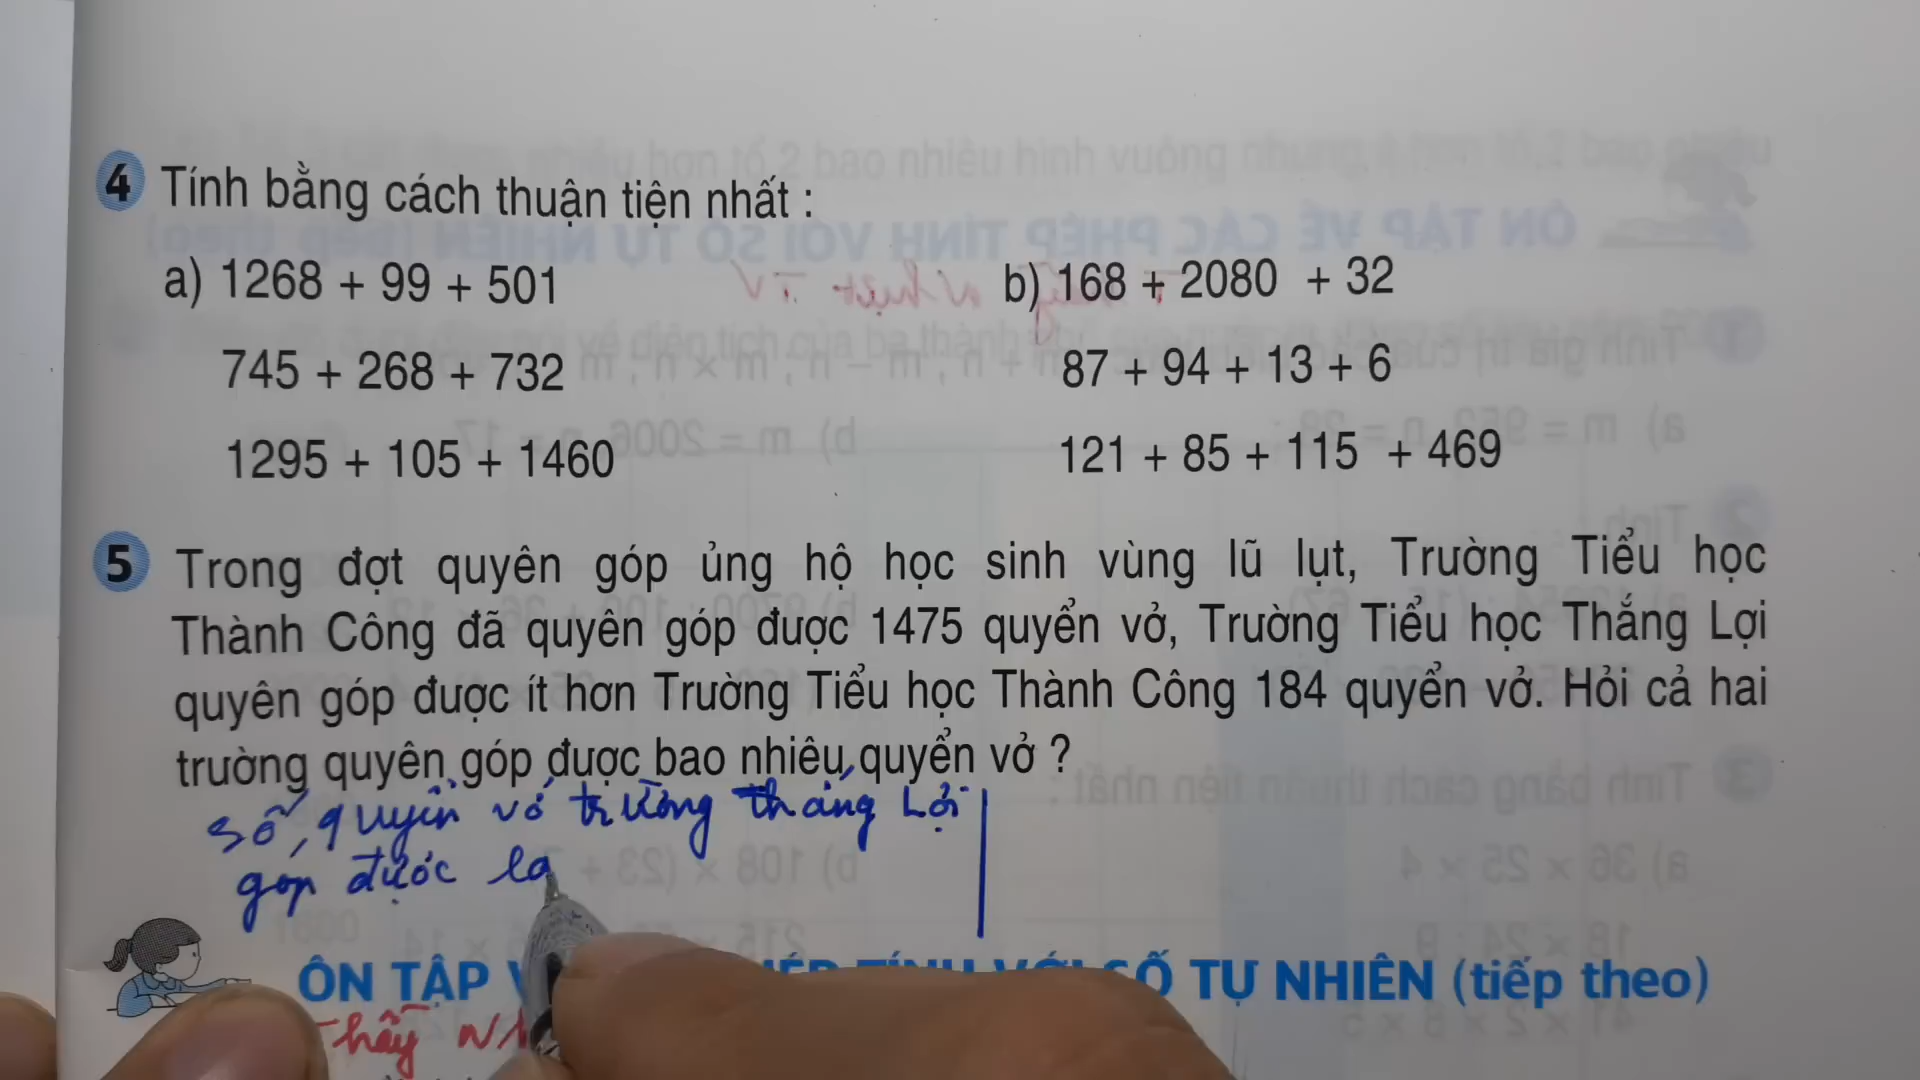 4 Tính bằng cách thuận tiện nhất :
a) 1268 + 99 + 501
b) 168 + 2080 + 32
745 + 268 + 732
87 + 94 + 13 + 6
1295 + 105 + 1460
121 + 85 + 115 + 469
5 Trong đợt quyên góp ủng hộ học sinh vùng lũ lụt, Trường Tiểu học
Thành Công đã quyên góp được 1475 quyển vở, Trường Tiểu học Thắng Lợi
quyên góp được ít hơn Trường Tiểu học Thành Công 184 quyển vở. Hỏi cả hai
trường quyên góp được bao nhiêu quyển vở ?
số quyển vở trường thắng Lợi
góp được la
ÔN TẬP SỐ TỰ NHIÊN (tiếp theo)
Thầy